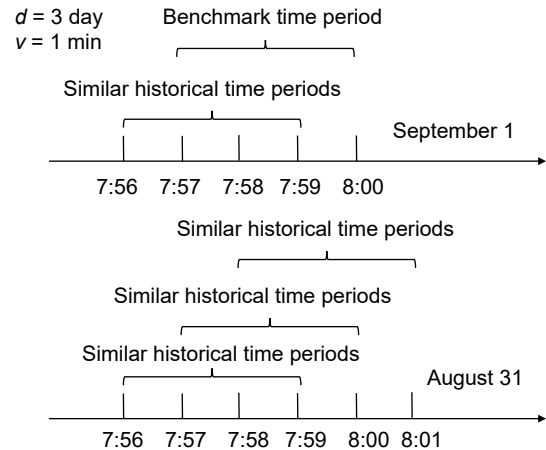 d = 3 day
v = 1 min
Benchmark time period
Similar historical time periods
September 1
7:56 7:57 7:58 7:59 8:00
Similar historical time periods
Similar historical time periods
Similar historical time periods
August 31
7:56 7:57 7:58 7:59 8:00 8:01